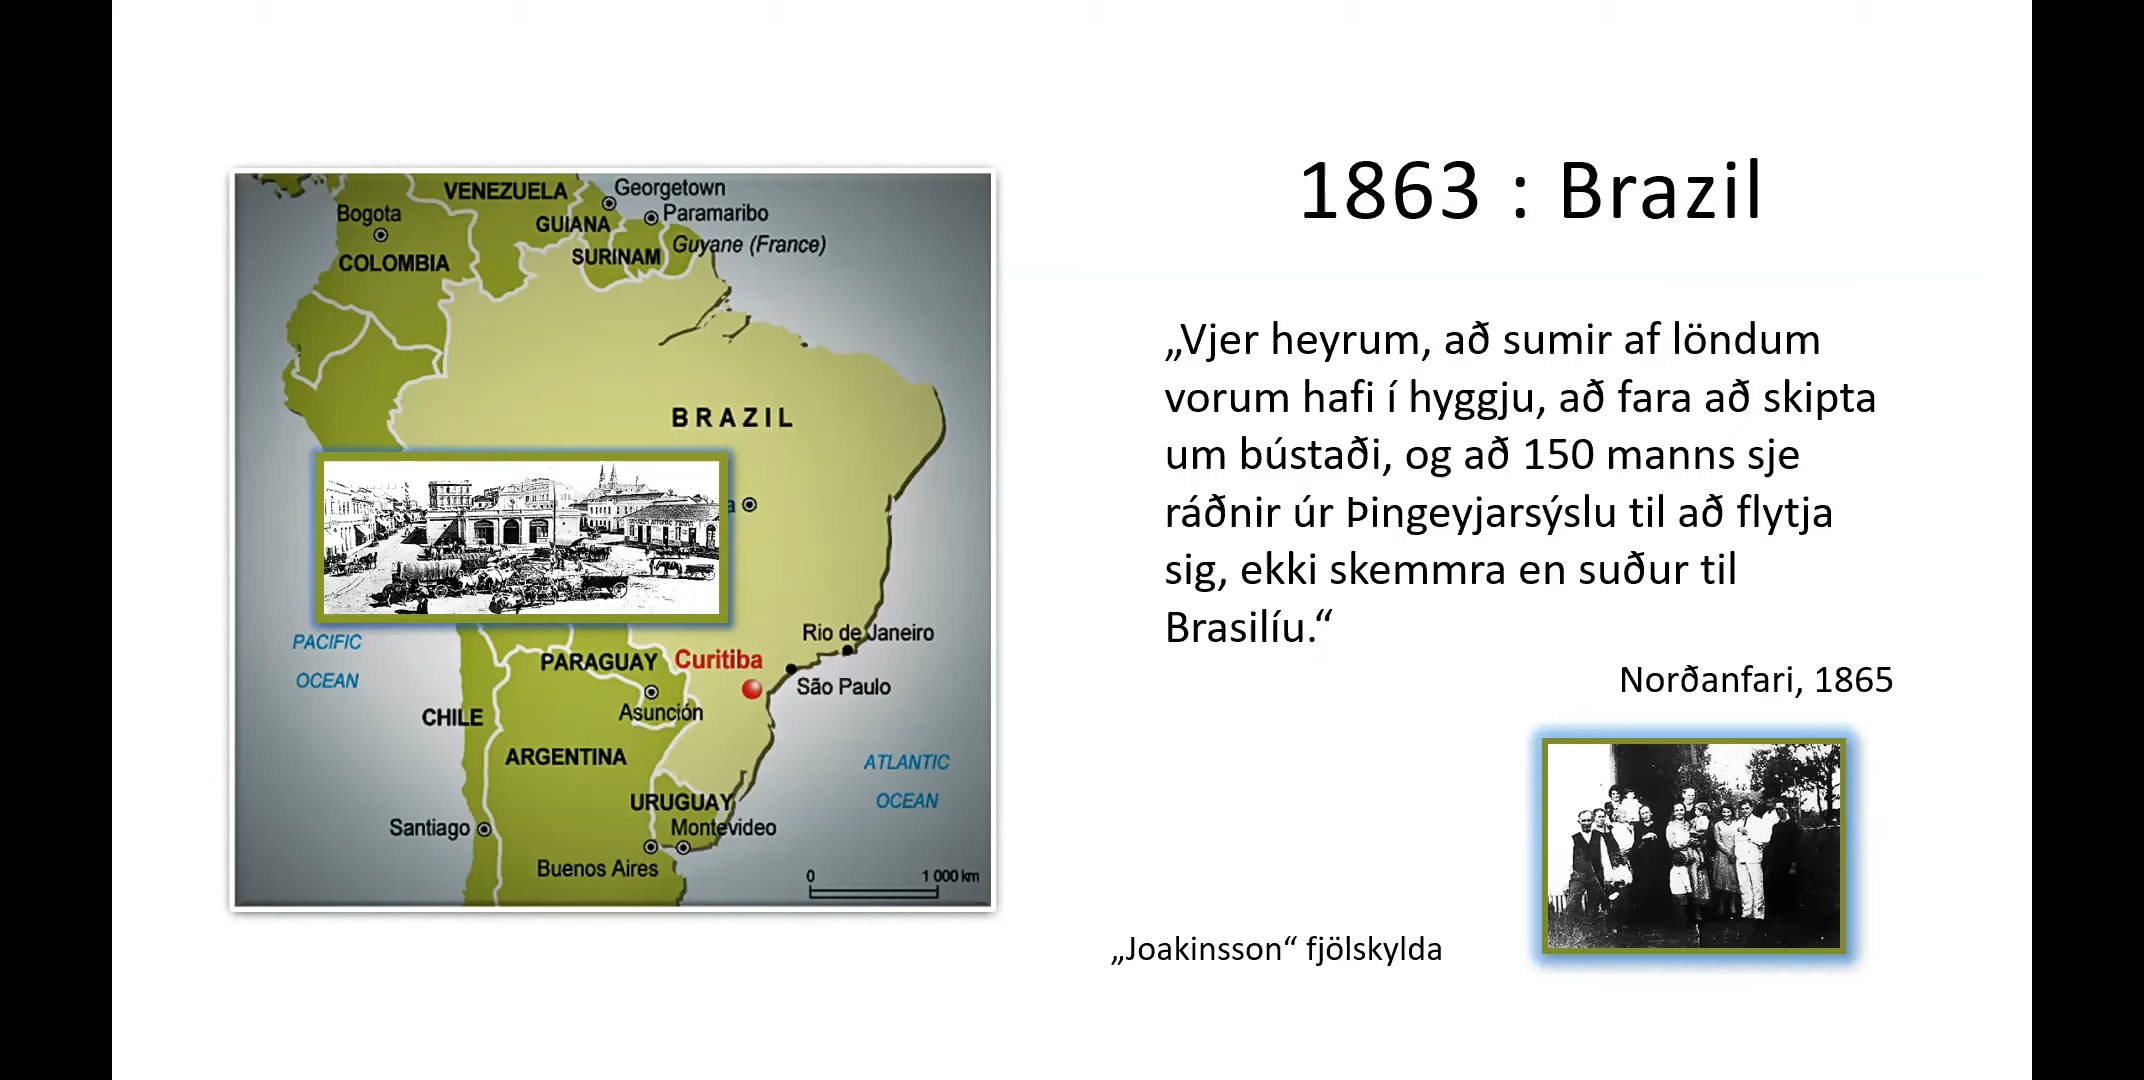 1863 : Brazil
„Vjer heyrum, að sumir af löndum
vorum hafi í hyggju, að fara að skipta
um bústaði, og að 150 manns sje
ráðnir úr Þingeyjarsýslu til að flytja
sig, ekki skemmra en suður til
Brasilíu.“
Norðanfari, 1865
„Joakinsson“ fjölskylda
VENEZUELA
Georgetown
Bogota
Paramaribo
GUIANA
Guyane (France)
SURINAM
COLOMBIA
BRAZIL
a
PACIFIC
OCEAN
Rio de Janeiro
PARAGUAY
Curitiba
São Paulo
Asunción
CHILE
ARGENTINA
ATLANTIC
OCEAN
URUGUAY
Santiago
Montevideo
Buenos Aires
0 1 000 km